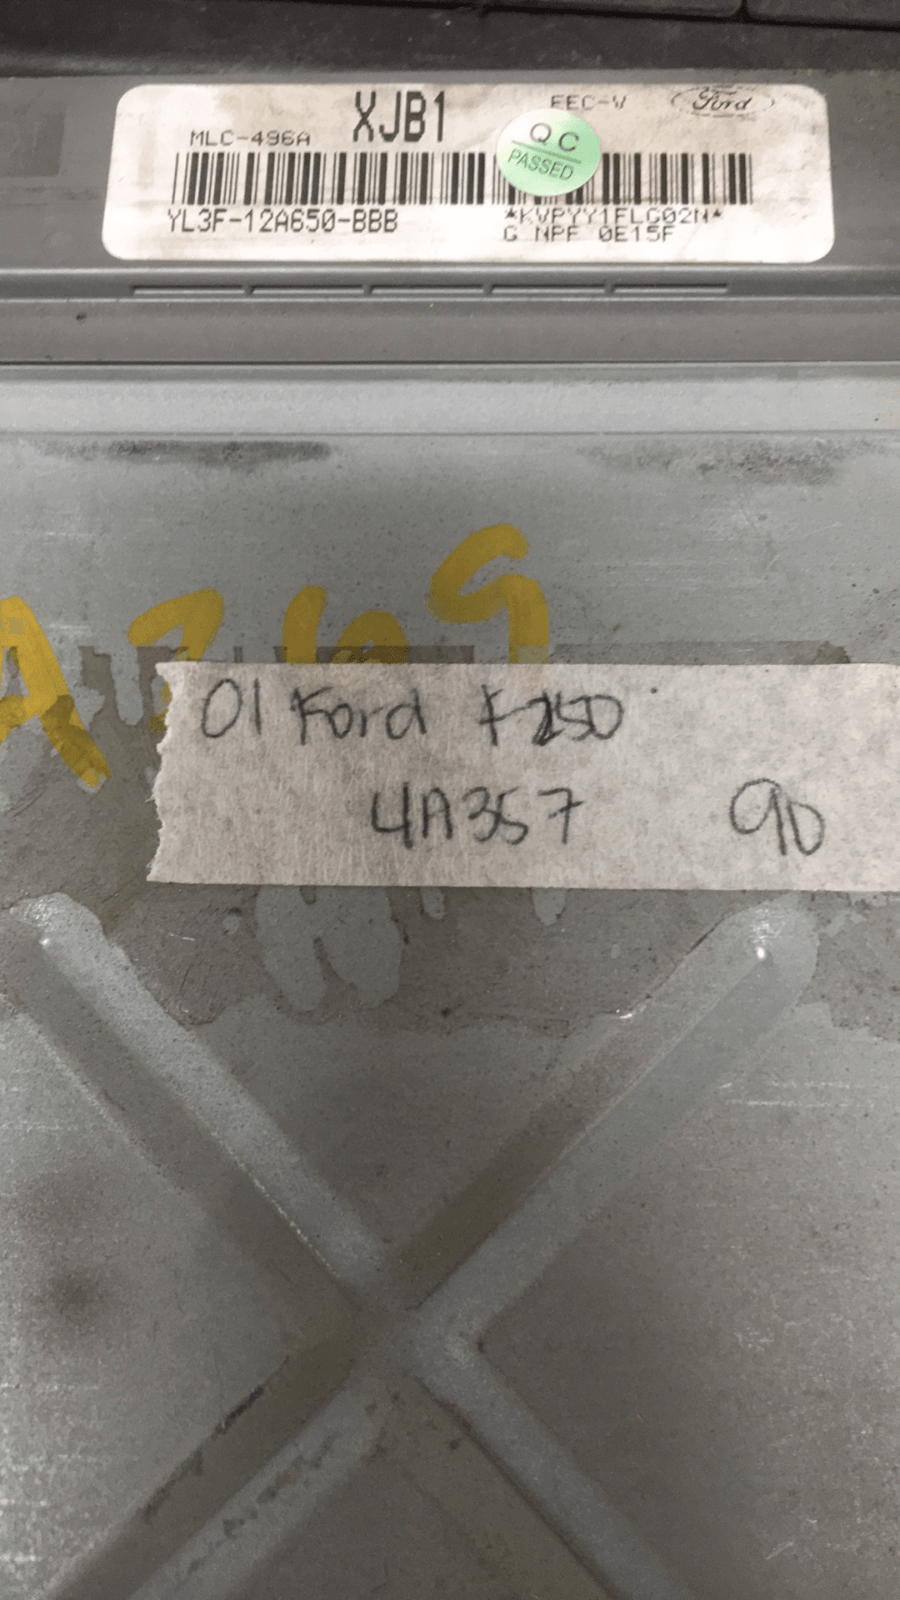 MLC-496A XJB1 EEC-V Ford
QC
PASSED
YL3F-12A650-BBB *KVPYY1FLG02N*
G NPF 0E15F
01 Ford F250
4A357 90